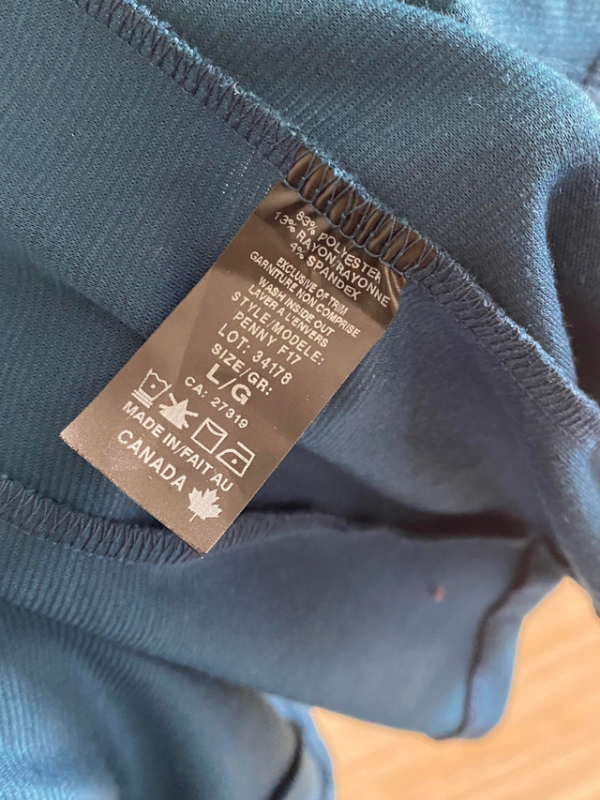 83% POLYESTER
13% RAYON/RAYONNE
4% SPANDEX
EXCLUSIVE OF TRIM
GARNITURE NON COMPRISE
WASH INSIDE OUT
LAVER A L'ENVERS
STYLE/MODELE:
PENNY F17
LOT: 34178
SIZE/GR:
L/G
CA: 27319
MADE IN/FAIT AU
CANADA